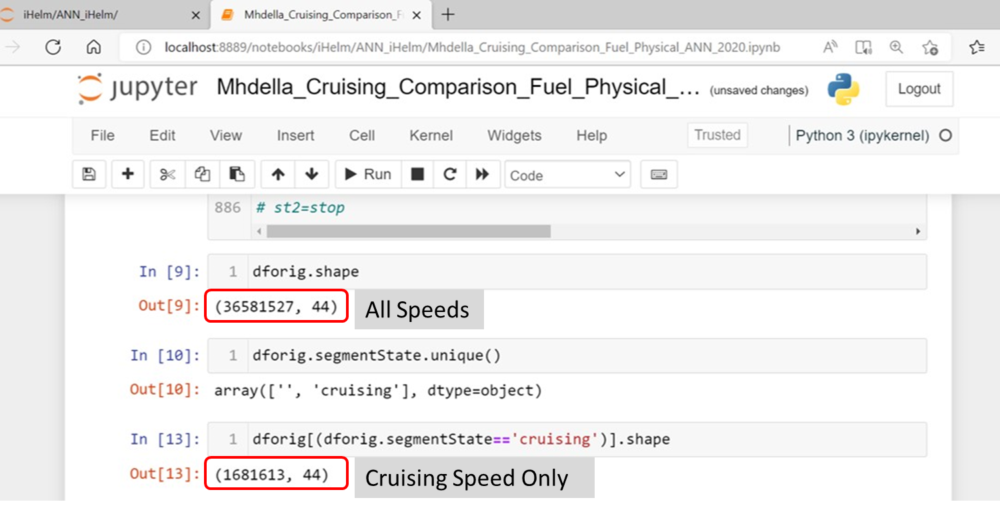 iHelm/ANN_iHelm/
Mhdella_Cruising_Comparison_F
localhost:8889/notebooks/iHelm/ANN_iHelm/Mhdella_Cruising_Comparison_Fuel_Physical_ANN_2020.ipynb
jupyter Mhdella_Cruising_Comparison_Fuel_Physical_... (unsaved changes) Logout
File Edit View Insert Cell Kernel Widgets Help Trusted Python 3 (ipykernel)
Run Code
886 # st2=stop
In [9]: 1 dforig.shape
Out[9]: (36581527, 44) All Speeds
In [10]: 1 dforig.segmentState.unique()
Out[10]: array(['', 'cruising'], dtype=object)
In [13]: 1 dforig[(dforig.segmentState=='cruising')].shape
Out[13]: (1681613, 44) Cruising Speed Only